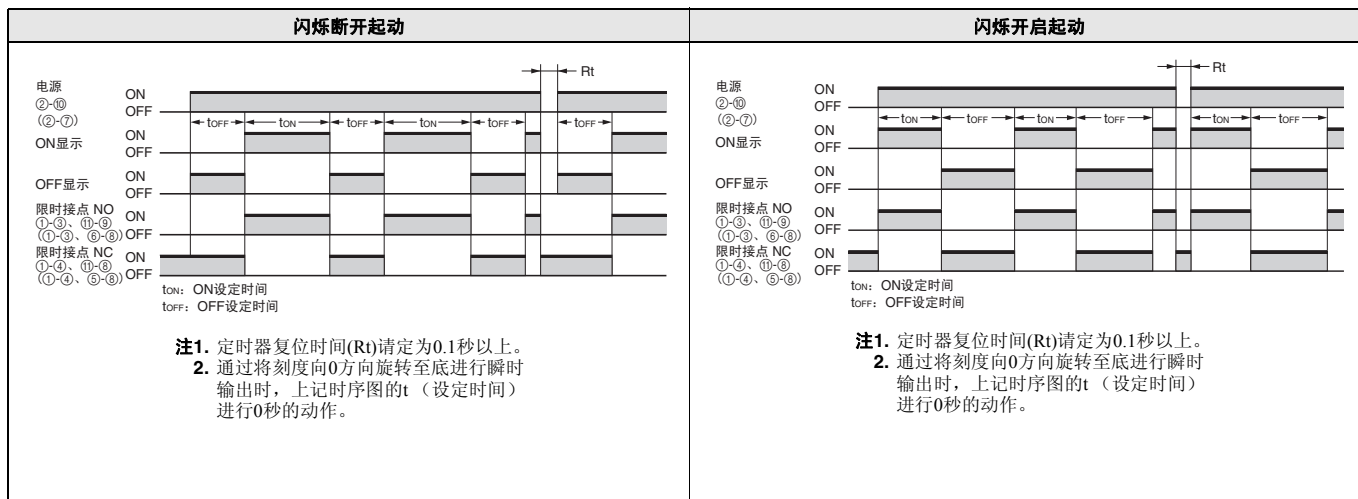 闪烁断开起动
Rt
电源
②-⑩
(②-⑦)
ON
OFF
tOFF tON tOFF tON tOFF tOFF
ON显示
ON
OFF
OFF显示
ON
OFF
限时接点 NO
①-③、⑪-⑨
(①-③、⑥-⑧)
ON
OFF
限时接点 NC
①-④、⑪-⑧
(①-④、⑤-⑧)
ON
OFF
tON：ON设定时间
tOFF：OFF设定时间
注1. 定时器复位时间(Rt)请定为0.1秒以上。
2. 通过将刻度向0方向旋转至底进行瞬时
输出时，上记时序图的t （设定时间）
进行0秒的动作。
闪烁开启起动
Rt
电源
②-⑩
(②-⑦)
ON
OFF
tON tOFF tON tOFF tON tOFF
ON显示
ON
OFF
OFF显示
ON
OFF
限时接点 NO
①-③、⑪-⑨
(①-③、⑥-⑧)
ON
OFF
限时接点 NC
①-④、⑪-⑧
(①-④、⑤-⑧)
ON
OFF
tON：ON设定时间
tOFF：OFF设定时间
注1. 定时器复位时间(Rt)请定为0.1秒以上。
2. 通过将刻度向0方向旋转至底进行瞬时
输出时，上记时序图的t （设定时间）
进行0秒的动作。